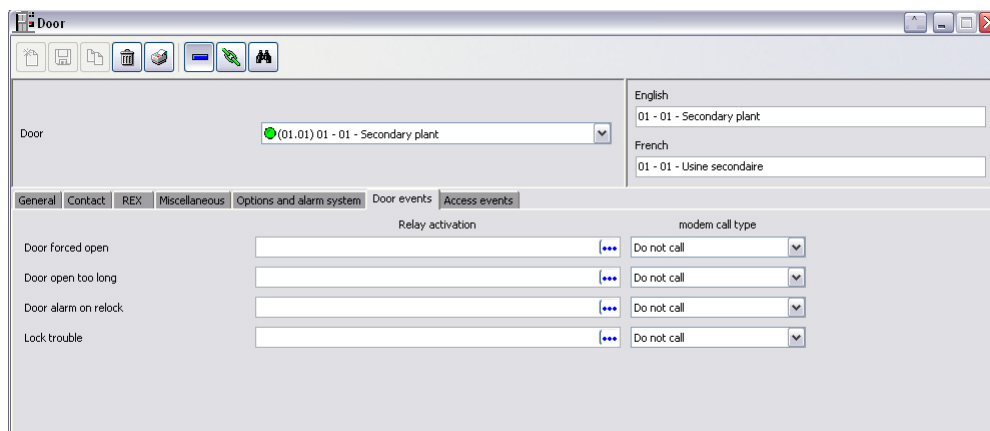 Door
English
01 - 01 - Secondary plant
Door
(01.01) 01 - 01 - Secondary plant
French
01 - 01 - Usine secondaire
General Contact REX Miscellaneous Options and alarm system Door events Access events
Relay activation modem call type
Door forced open Do not call
Door open too long Do not call
Door alarm on relock Do not call
Lock trouble Do not call